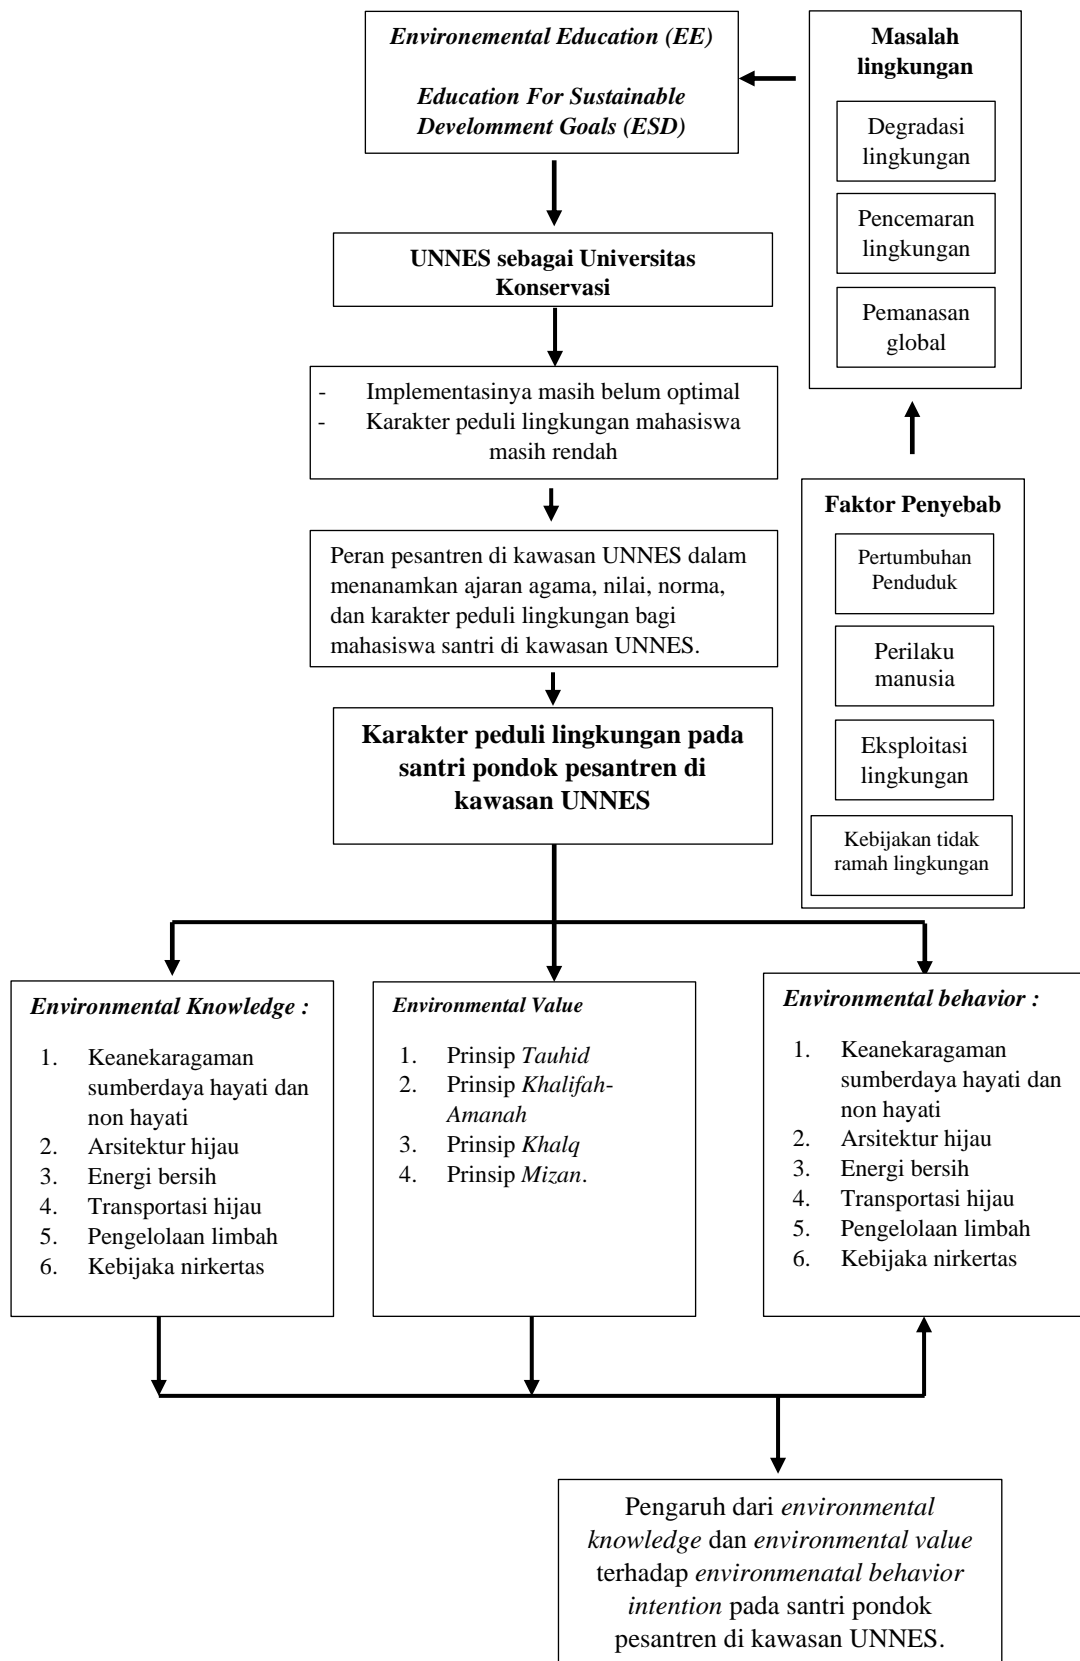 Environemental Education (EE)
Education For Sustainable
Develomment Goals (ESD)
Masalah
lingkungan
Degradasi
lingkungan
Pencemaran
lingkungan
Pemanasan
global
UNNES sebagai Universitas
Konservasi
- Implementasinya masih belum optimal
- Karakter peduli lingkungan mahasiswa
masih rendah
Faktor Penyebab
Pertumbuhan
Penduduk
Perilaku
manusia
Eksploitasi
lingkungan
Kebijakan tidak
ramah lingkungan
Peran pesantren di kawasan UNNES dalam
menanamkan ajaran agama, nilai, norma,
dan karakter peduli lingkungan bagi
mahasiswa santri di kawasan UNNES.
Karakter peduli lingkungan pada
santri pondok pesantren di
kawasan UNNES
Environmental Knowledge :
1. Keanekaragaman
sumberdaya hayati dan
non hayati
2. Arsitektur hijau
3. Energi bersih
4. Transportasi hijau
5. Pengelolaan limbah
6. Kebijaka nirkertas
Environmental Value
1. Prinsip Tauhid
2. Prinsip Khalifah-
Amanah
3. Prinsip Khalq
4. Prinsip Mizan.
Environmental behavior :
1. Keanekaragaman
sumberdaya hayati dan
non hayati
2. Arsitektur hijau
3. Energi bersih
4. Transportasi hijau
5. Pengelolaan limbah
6. Kebijaka nirkertas
Pengaruh dari environmental
knowledge dan environmental value
terhadap environmenatal behavior
intention pada santri pondok
pesantren di kawasan UNNES.